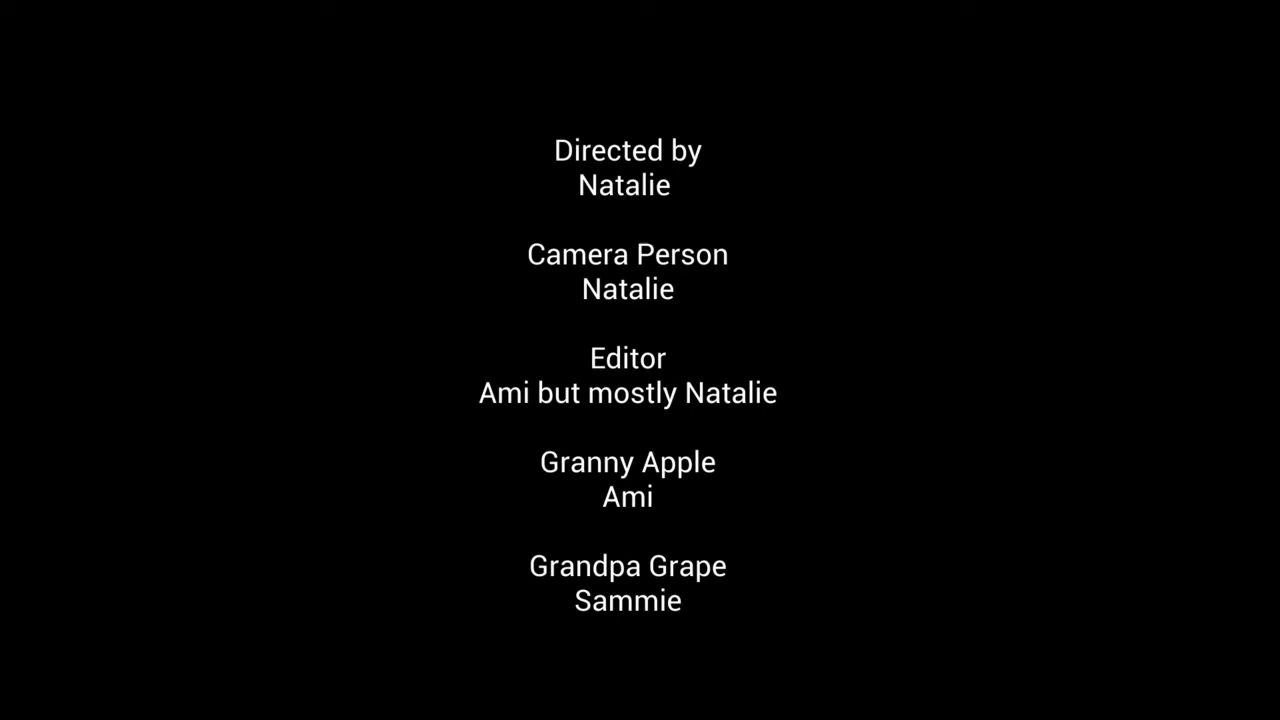 Directed by
Natalie
Camera Person
Natalie
Editor
Ami but mostly Natalie
Granny Apple
Ami
Grandpa Grape
Sammie